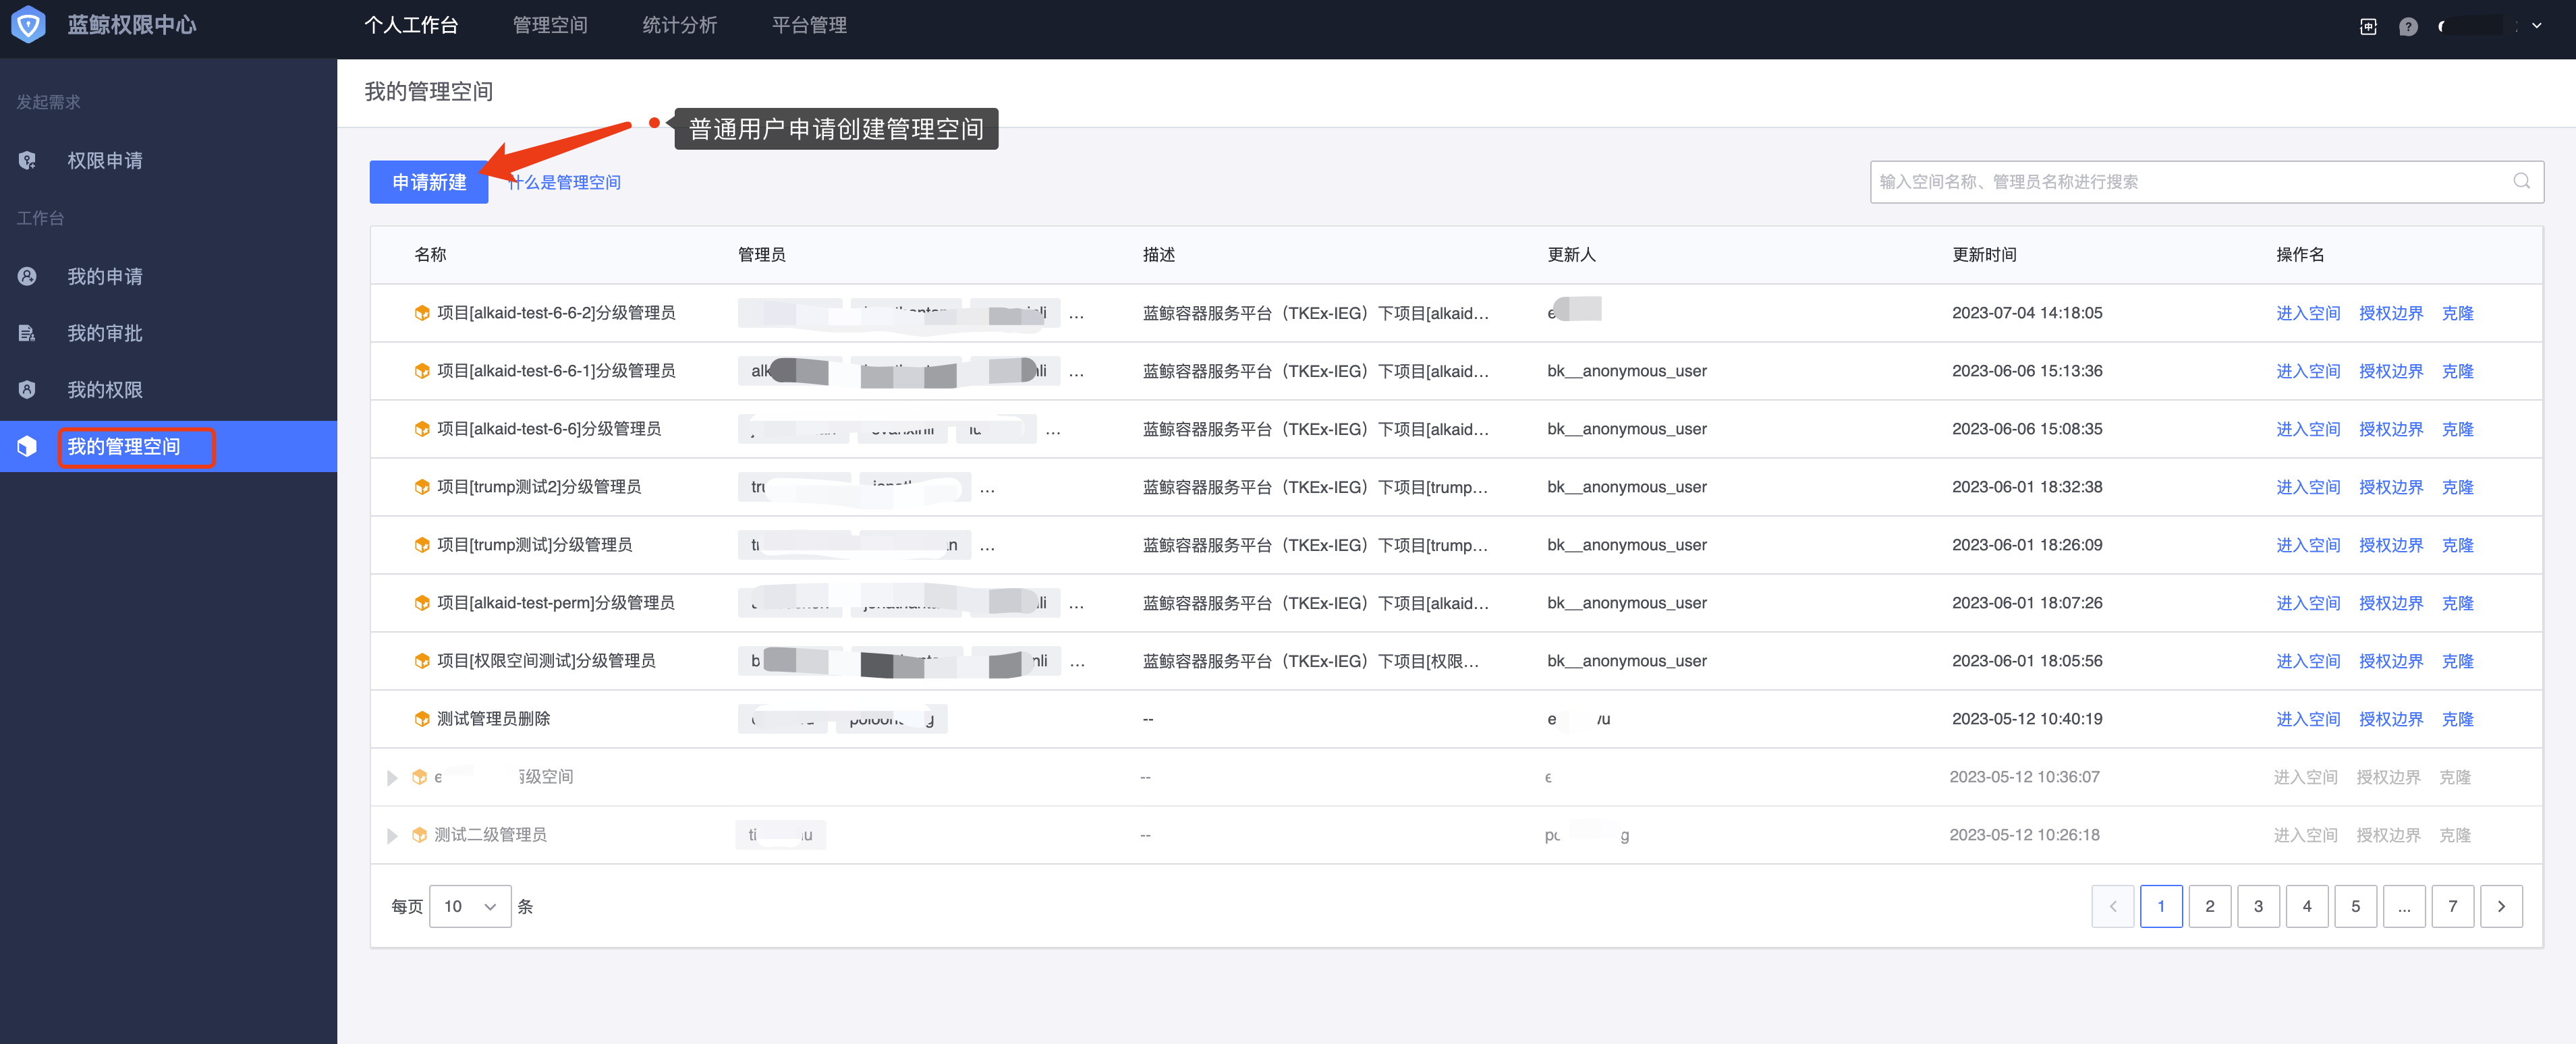 蓝鲸权限中心
个人工作台 管理空间 统计分析 平台管理
发起需求
权限申请
工作台
我的申请
我的审批
我的权限
我的管理空间
我的管理空间
普通用户申请创建管理空间
申请新建 什么是管理空间
输入空间名称、管理员名称进行搜索
名称 管理员 描述 更新人 更新时间 操作名
项目[alkaid-test-6-6-2]分级管理员 ... 蓝鲸容器服务平台（TKEx-IEG）下项目[alkaid... 2023-07-04 14:18:05 进入空间 授权边界 克隆
项目[alkaid-test-6-6-1]分级管理员 ... 蓝鲸容器服务平台（TKEx-IEG）下项目[alkaid... bk__anonymous_user 2023-06-06 15:13:36 进入空间 授权边界 克隆
项目[alkaid-test-6-6]分级管理员 ... 蓝鲸容器服务平台（TKEx-IEG）下项目[alkaid... bk__anonymous_user 2023-06-06 15:08:35 进入空间 授权边界 克隆
项目[trump测试2]分级管理员 ... 蓝鲸容器服务平台（TKEx-IEG）下项目[trump... bk__anonymous_user 2023-06-01 18:32:38 进入空间 授权边界 克隆
项目[trump测试]分级管理员 ... 蓝鲸容器服务平台（TKEx-IEG）下项目[trump... bk__anonymous_user 2023-06-01 18:26:09 进入空间 授权边界 克隆
项目[alkaid-test-perm]分级管理员 ... 蓝鲸容器服务平台（TKEx-IEG）下项目[alkaid... bk__anonymous_user 2023-06-01 18:07:26 进入空间 授权边界 克隆
项目[权限空间测试]分级管理员 ... 蓝鲸容器服务平台（TKEx-IEG）下项目[权限... bk__anonymous_user 2023-06-01 18:05:56 进入空间 授权边界 克隆
测试管理员删除 -- 2023-05-12 10:40:19 进入空间 授权边界 克隆
级空间 -- 2023-05-12 10:36:07 进入空间 授权边界 克隆
测试二级管理员 -- 2023-05-12 10:26:18 进入空间 授权边界 克隆
每页 10 条 1 2 3 4 5 ... 7